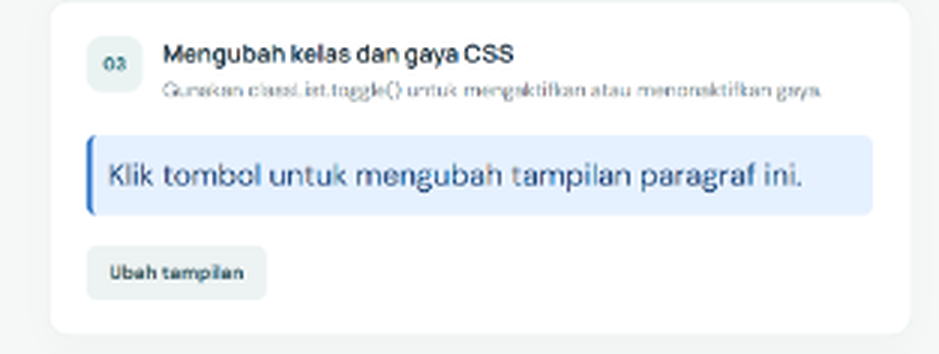 03
Mengubah kelas dan gaya CSS
Gunakan classList.toggle() untuk mengaktifkan atau menonaktifkan gaya.
Klik tombol untuk mengubah tampilan paragraf ini.
Ubah tampilan